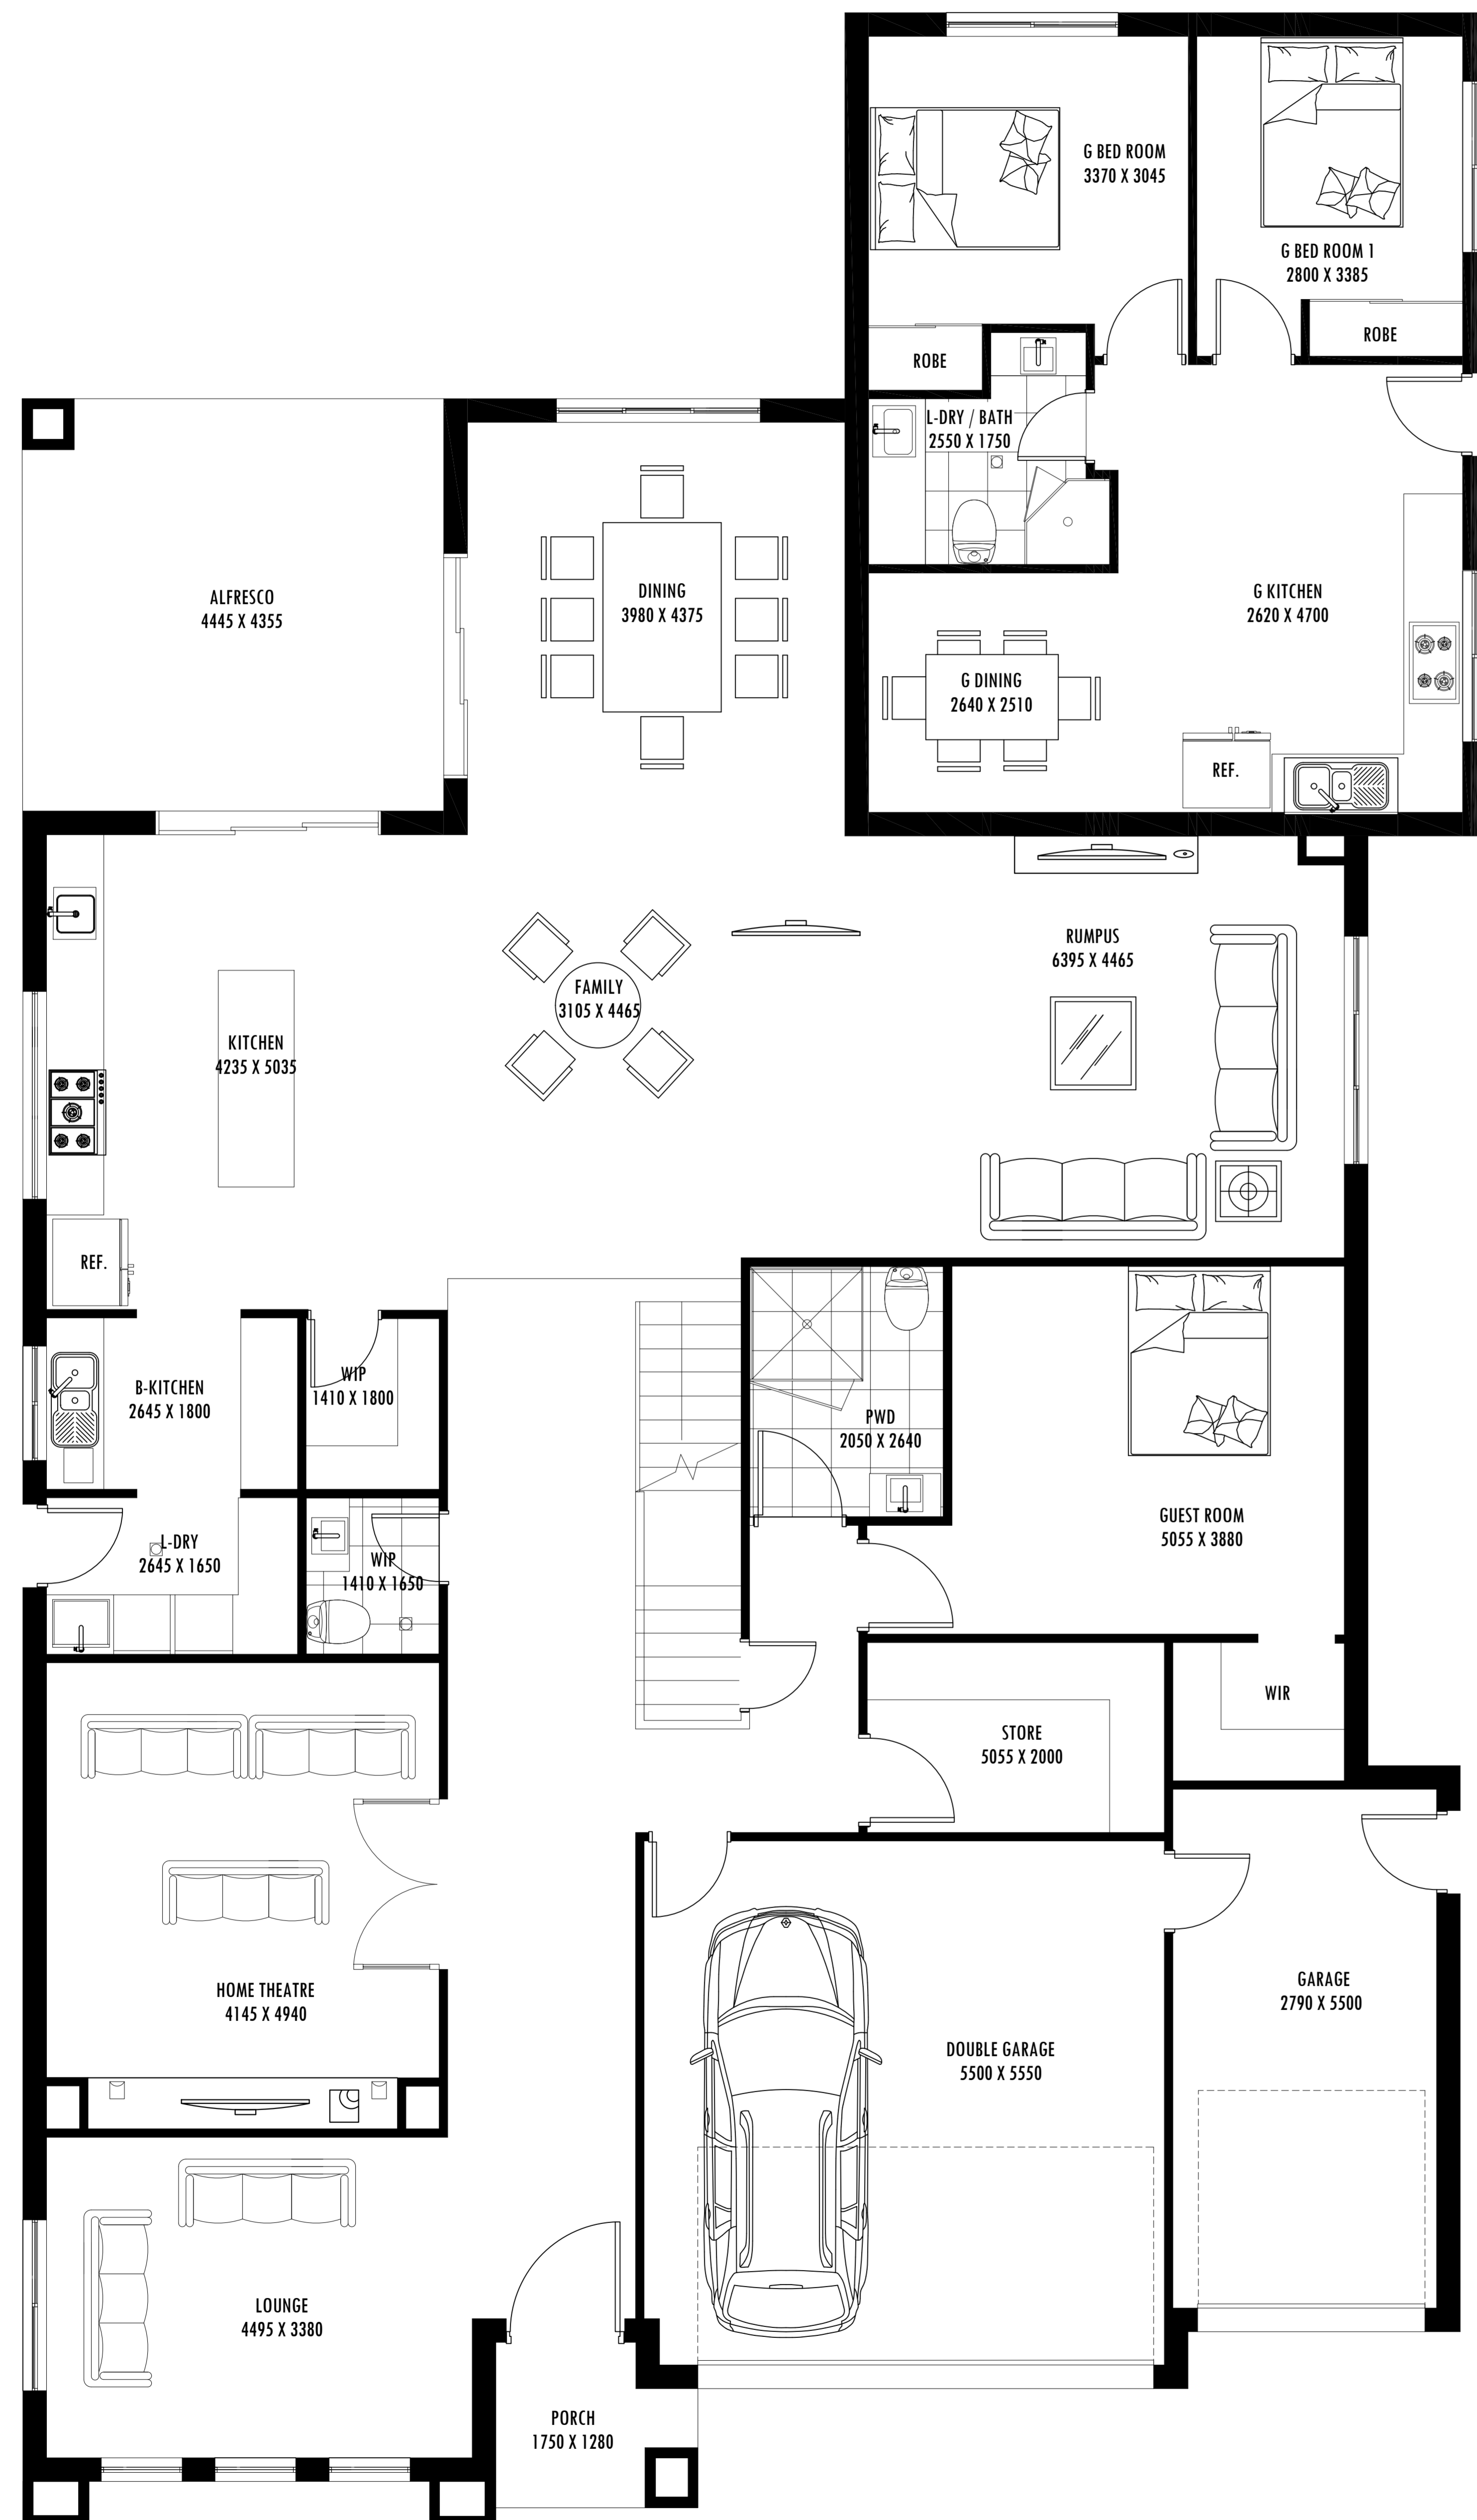 G BED ROOM
3370 X 3045
G BED ROOM 1
2800 X 3385
ROBE
ROBE
L-DRY / BATH
2550 X 1750
ALFRESCO
4445 X 4355
DINING
3980 X 4375
G KITCHEN
2620 X 4700
G DINING
2640 X 2510
REF.
RUMPUS
6395 X 4465
FAMILY
3105 X 4465
KITCHEN
4235 X 5035
REF.
B-KITCHEN
2645 X 1800
WIP
1410 X 1800
PWD
2050 X 2640
GUEST ROOM
5055 X 3880
L-DRY
2645 X 1650
WIP
1410 X 1650
WIR
STORE
5055 X 2000
HOME THEATRE
4145 X 4940
GARAGE
2790 X 5500
DOUBLE GARAGE
5500 X 5550
LOUNGE
4495 X 3380
PORCH
1750 X 1280